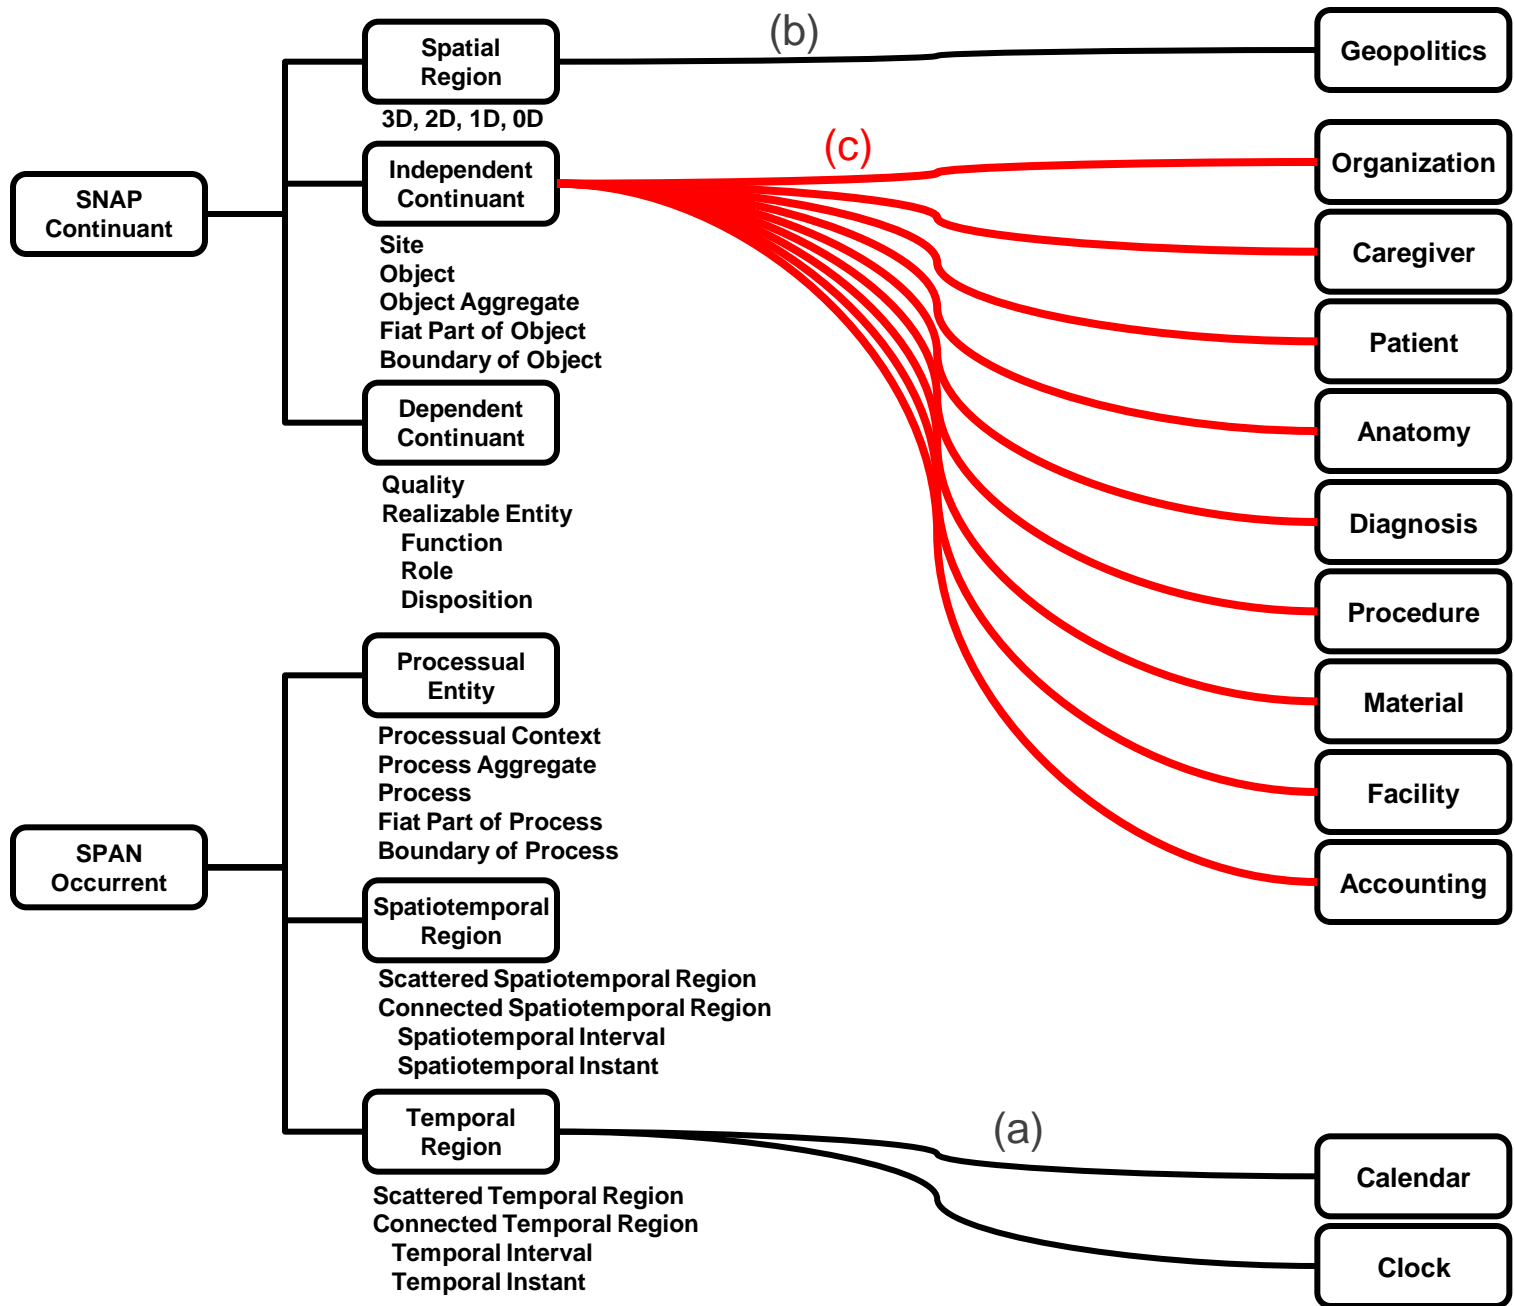 (b)
Spatial
Region
3D, 2D, 1D, 0D
Geopolitics
SNAP
Continuant
(c)
Independent
Continuant
Site
Object
Object Aggregate
Fiat Part of Object
Boundary of Object
Dependent
Continuant
Quality
Realizable Entity
Function
Role
Disposition
Organization
Caregiver
Patient
Anatomy
Diagnosis
Procedure
Material
Facility
Accounting
SPAN
Occurrent
Processual
Entity
Processual Context
Process Aggregate
Process
Fiat Part of Process
Boundary of Process
Spatiotemporal
Region
Scattered Spatiotemporal Region
Connected Spatiotemporal Region
Spatiotemporal Interval
Spatiotemporal Instant
Temporal
Region
Scattered Temporal Region
Connected Temporal Region
Temporal Interval
Temporal Instant
(a)
Calendar
Clock